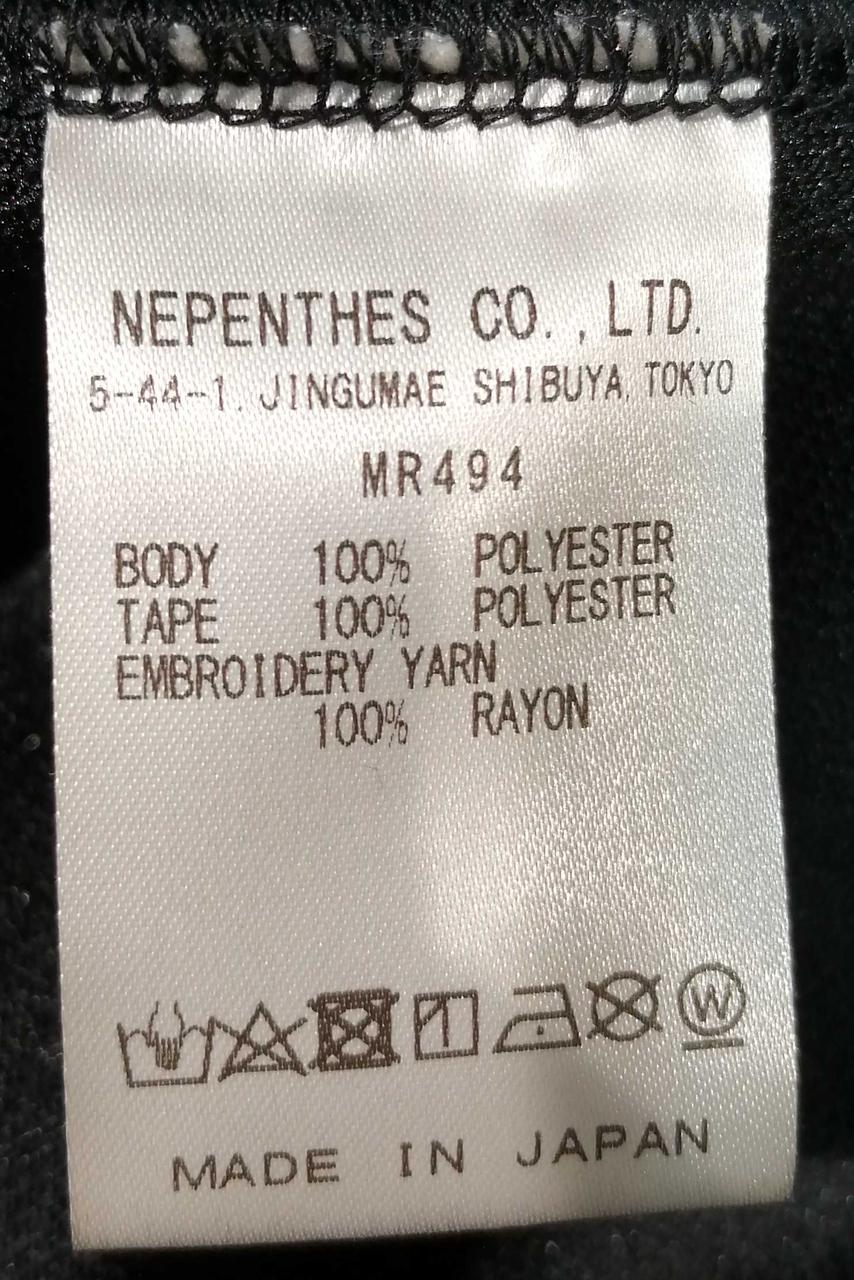 NEPENTHES CO.,LTD.
5-44-1. JINGUMAE SHIBUYA. TOKYO
MR494
BODY 100% POLYESTER
TAPE 100% POLYESTER
EMBROIDERY YARN
100% RAYON
W
MADE IN JAPAN